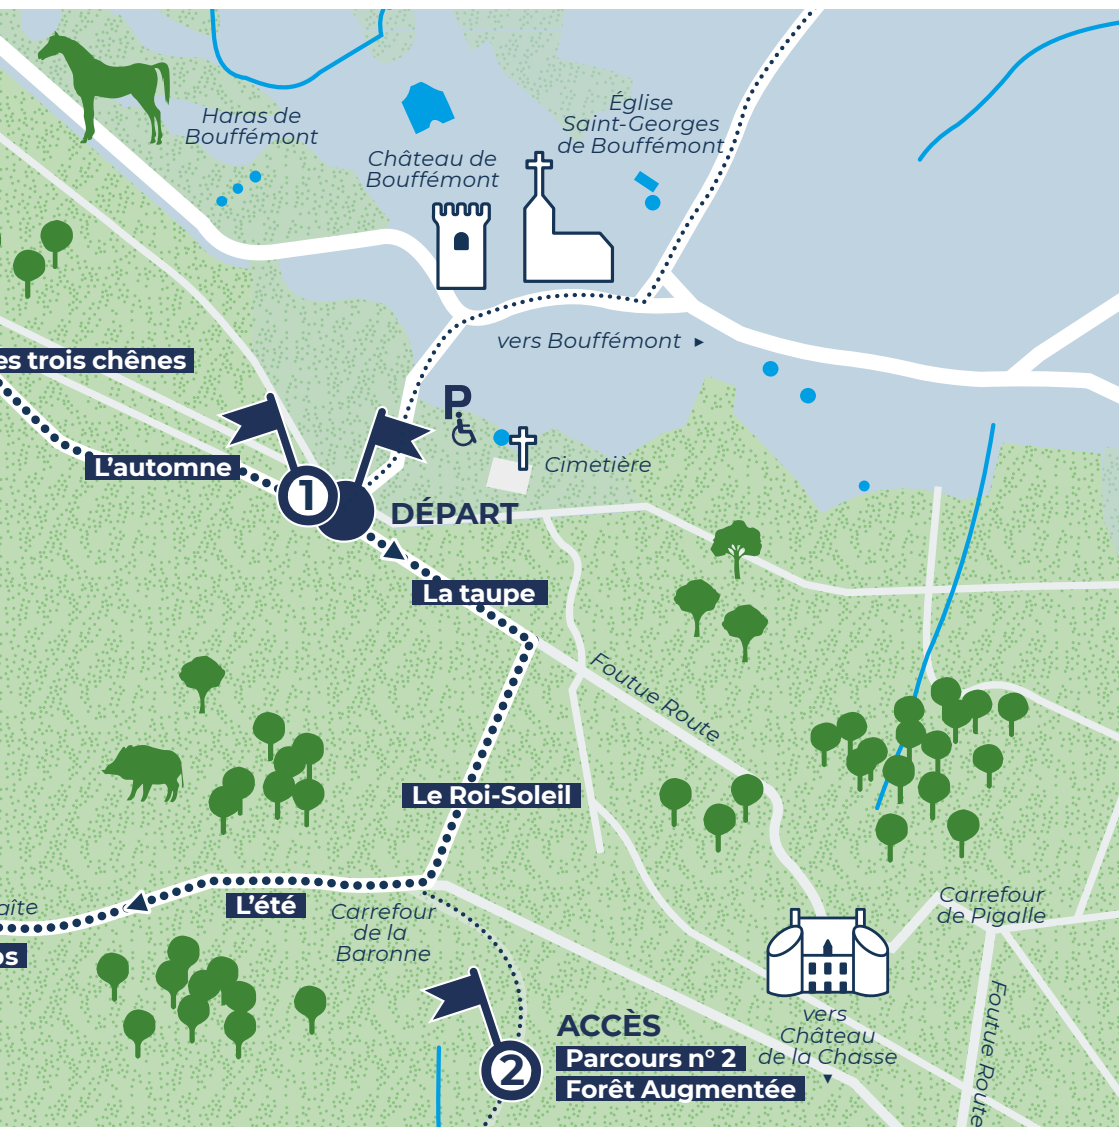 Haras de
Bouffémont
Église
Saint-Georges
de Bouffémont
Château de
Bouffémont
vers Bouffémont ▸
es trois chênes
P
L'automne
Cimetière
1
DÉPART
La taupe
Foutue Route
Le Roi-Soleil
aîte
L'été
Carrefour
de la
Baronne
Carrefour
de Pigalle
os
Foutue Route
vers
Château
de la Chasse
ACCÈS
Parcours n° 2
Forêt Augmentée
2